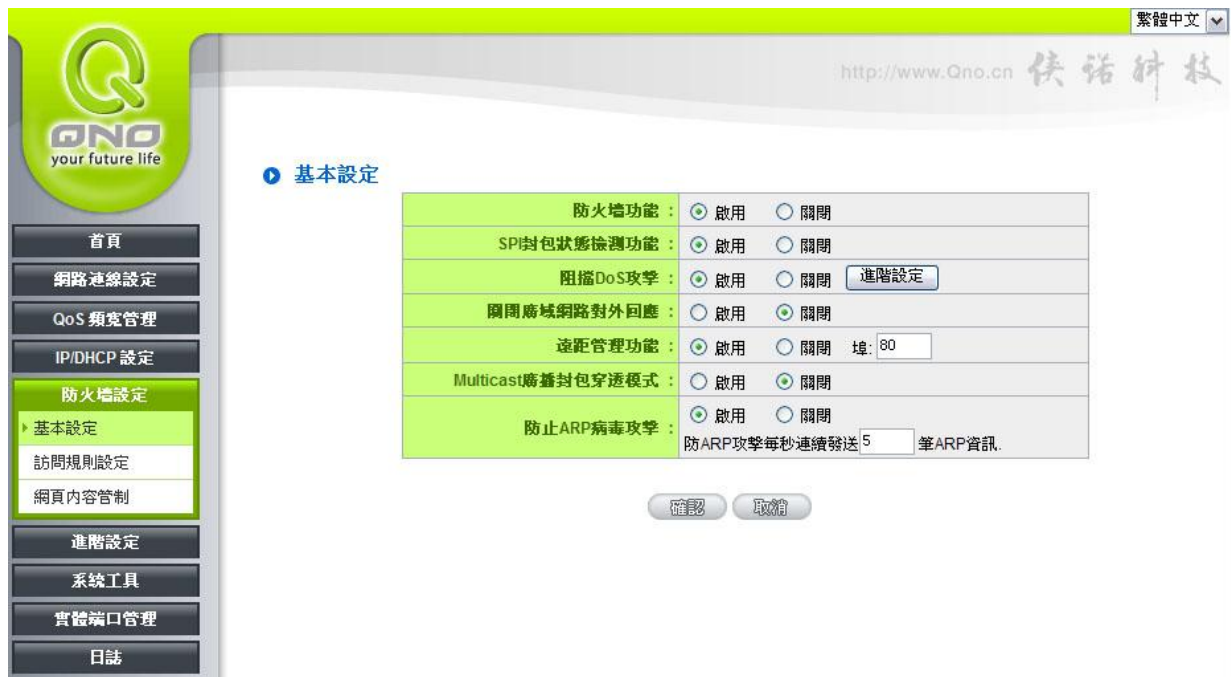 繁體中文
http://www.Qno.cn 俠諾科技
QNO
your future life
首頁
網路連線設定
QoS 頻寬管理
IP/DHCP 設定
防火墻設定
基本設定
訪問規則設定
網頁內容管制
進階設定
系統工具
實體端口管理
日誌
基本設定
防火墻功能 : 啟用 關閉
SPI封包狀態檢測功能 : 啟用 關閉
阻擋DoS攻擊 : 啟用 關閉 進階設定
關閉廣域網路對外回應 : 啟用 關閉
遠距管理功能 : 啟用 關閉 埠: 80
Multicast廣播封包穿透模式 : 啟用 關閉
防止ARP病毒攻擊 : 啟用 關閉
防ARP攻擊每秒連續發送 5 筆ARP資訊.
確認 取消